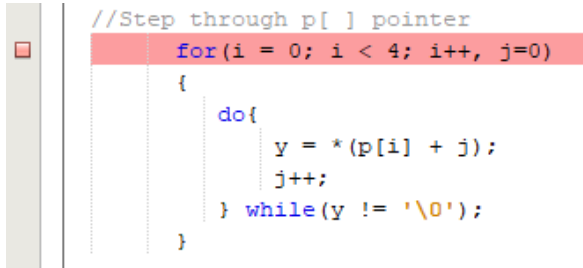 //Step through p[ ] pointer
for(i = 0; i < 4; i++, j=0)
{
do{
y = *(p[i] + j);
j++;
} while(y != '\0');
}